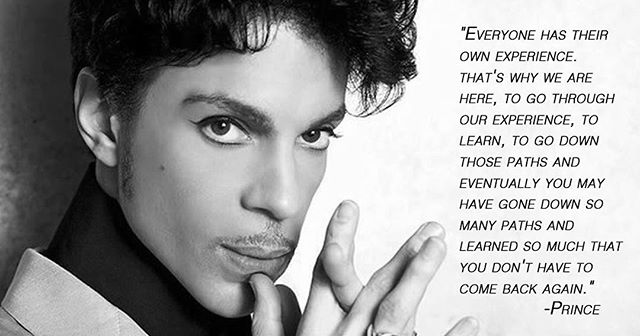 "Everyone has their
own experience.
That's why we are
here, to go through
our experience, to
learn, to go down
those paths and
eventually you may
have gone down so
many paths and
learned so much that
you don't have to
come back again."
-Prince